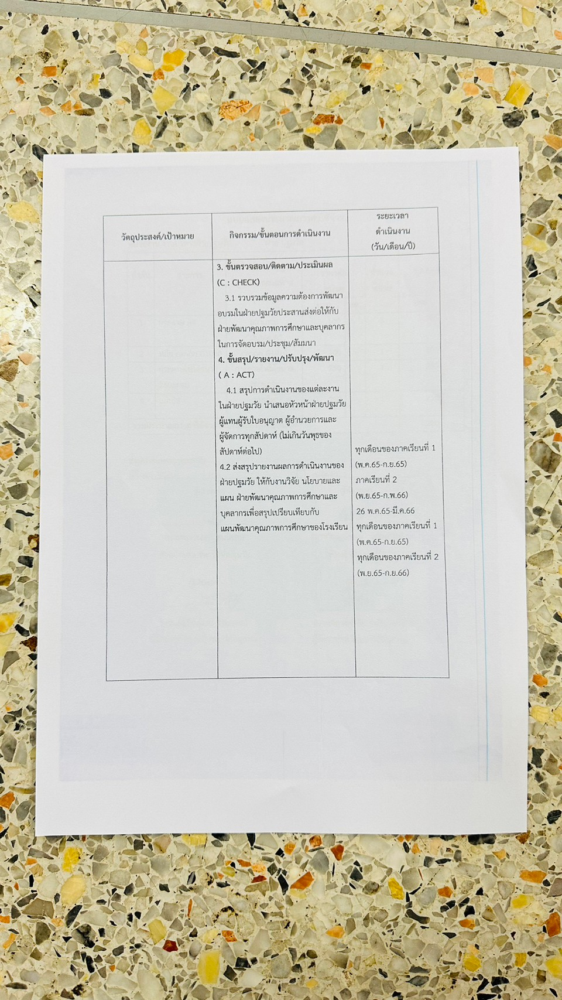 วัตถุประสงค์/เป้าหมาย
กิจกรรม/ขั้นตอนการดำเนินงาน
ระยะเวลา
ดำเนินงาน
(วัน/เดือน/ปี)
3. ขั้นตรวจสอบ/ติดตาม/ประเมินผล
(C : CHECK)
3.1 รวบรวมข้อมูลความต้องการพัฒนา
อบรมในฝ่ายปฐมวัยประสานส่งต่อให้กับ
ฝ่ายพัฒนาคุณภาพการศึกษาและบุคลากร
ในการจัดอบรม/ประชุม/สัมมนา
4. ขั้นสรุป/รายงาน/ปรับปรุง/พัฒนา
( A : ACT)
4.1 สรุปการดำเนินงานของแต่ละงาน
ในฝ่ายปฐมวัย นำเสนอหัวหน้าฝ่ายปฐมวัย
ผู้แทนผู้รับใบอนุญาต ผู้อำนวยการและ
ผู้จัดการทุกสัปดาห์ (ไม่เกินวันพุธของ
สัปดาห์ต่อไป)
4.2 ส่งสรุปรายงานผลการดำเนินงานของ
ฝ่ายปฐมวัย ให้กับงานวิจัย นโยบายและ
แผน ฝ่ายพัฒนาคุณภาพการศึกษาและ
บุคลากรเพื่อสรุปเปรียบเทียบกับ
แผนพัฒนาคุณภาพการศึกษาของโรงเรียน
ทุกเดือนของภาคเรียนที่ 1
(พ.ค.65-ก.ย.65)
ภาคเรียนที่ 2
(พ.ย.65-ก.พ.66)
26 พ.ค.65-มี.ค.66
ทุกเดือนของภาคเรียนที่ 1
(พ.ค.65-ก.ย.65)
ทุกเดือนของภาคเรียนที่ 2
(พ.ย.65-ก.ย.66)